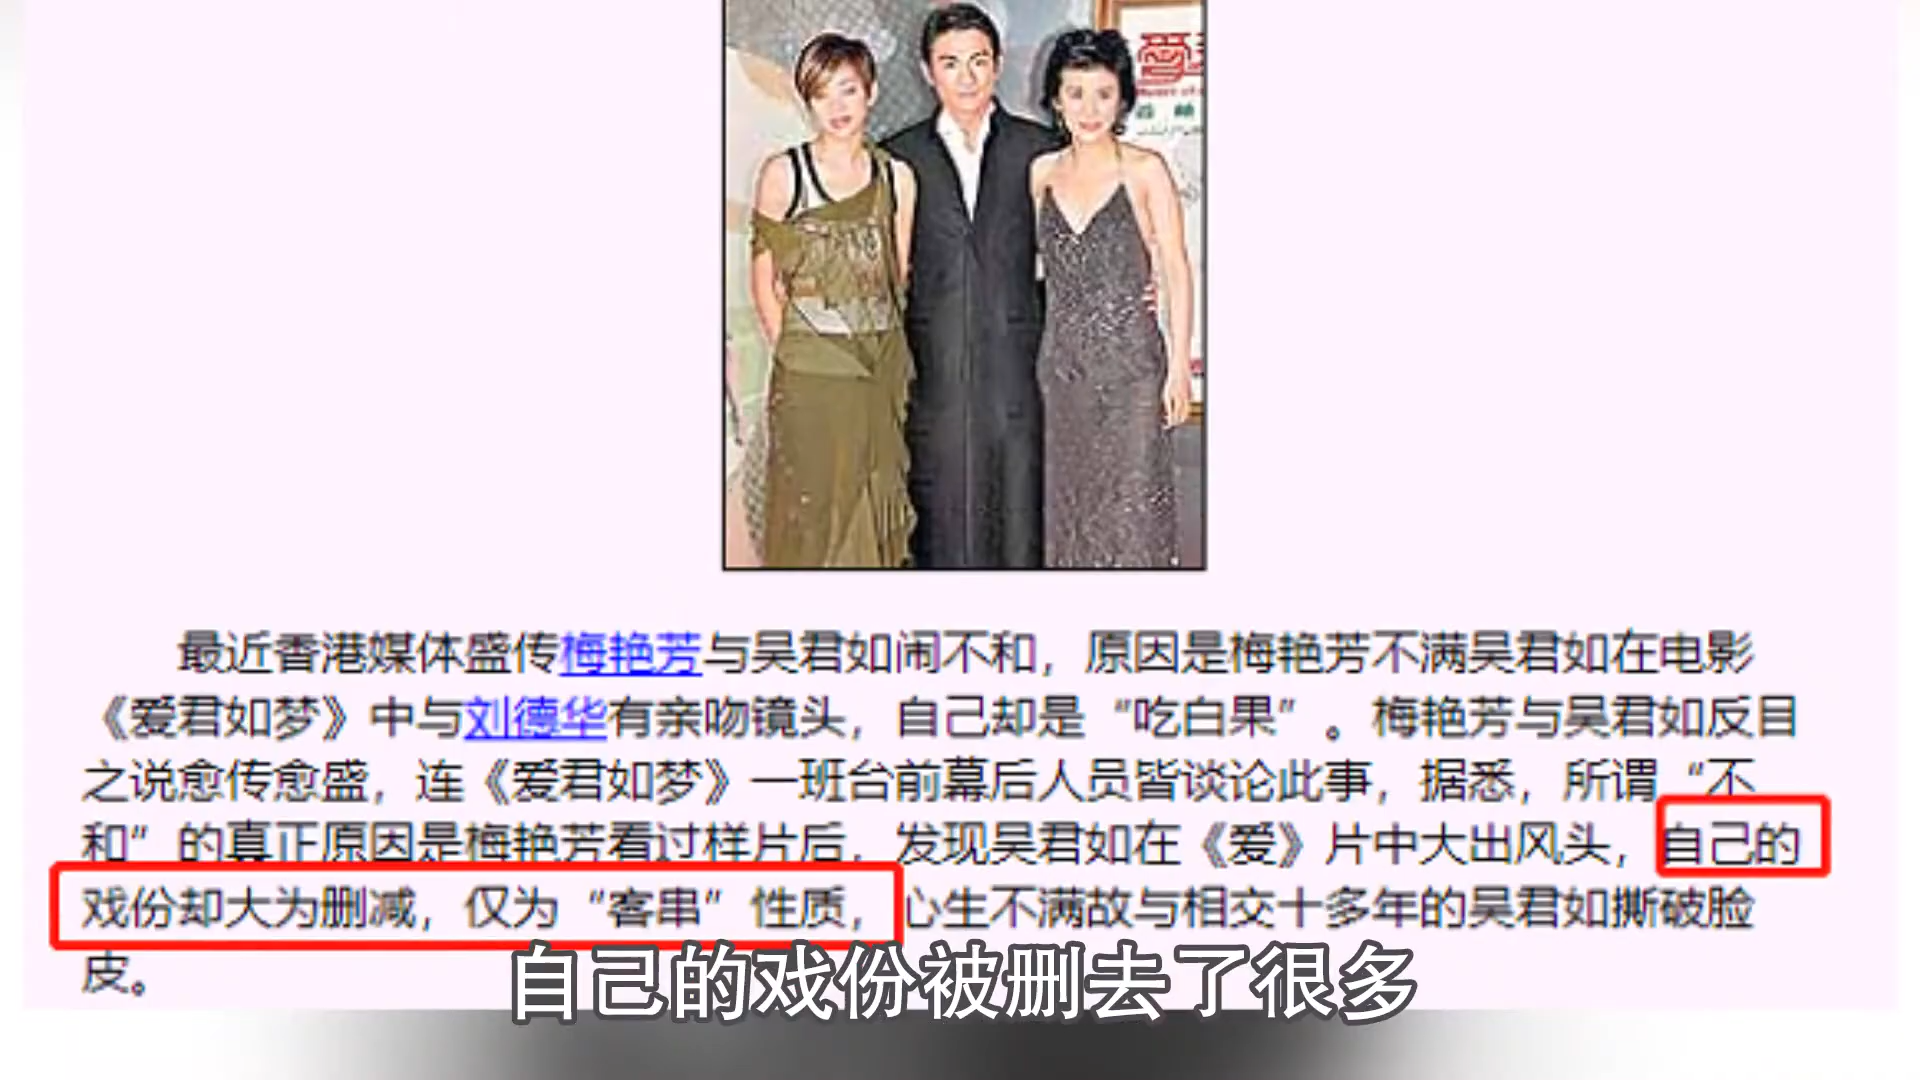 最近香港媒体盛传梅艳芳与吴君如闹不和，原因是梅艳芳不满吴君如在电影
《爱君如梦》中与刘德华有亲吻镜头，自己却是“吃白果”。梅艳芳与吴君如反目
之说愈传愈盛，连《爱君如梦》一班台前幕后人员皆谈论此事，据悉，所谓“不
和”的真正原因是梅艳芳看过样片后，发现吴君如在《爱》片中大出风头，自己的
戏份却大为删减，仅为“客串”性质，心生不满故与相交十多年的吴君如撕破脸
皮。
自己的戏份被删去了很多